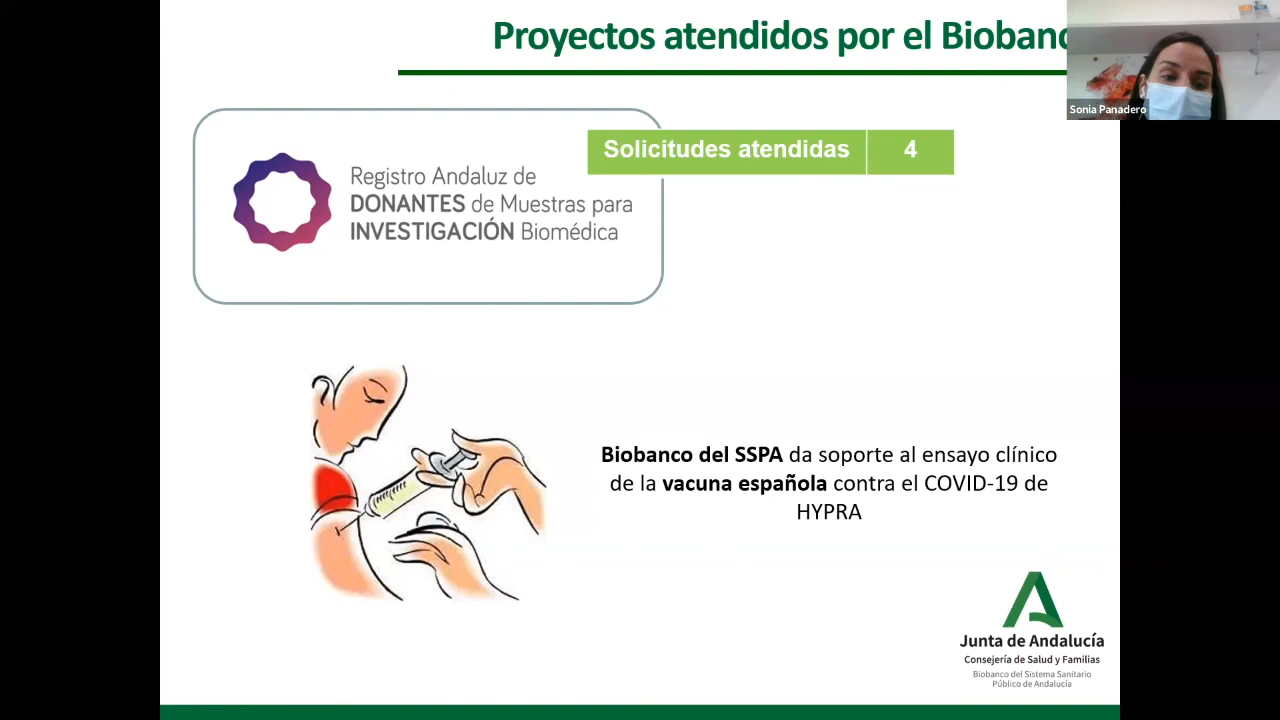 Proyectos atendidos por el Biobanc
Sonia Panadero
Solicitudes atendidas 4
Registro Andaluz de
DONANTES de Muestras para
INVESTIGACIÓN Biomédica
Biobanco del SSPA da soporte al ensayo clínico
de la vacuna española contra el COVID-19 de
HYPRA
Junta de Andalucía
Consejería de Salud y Familias
Biobanco del Sistema Sanitario
Público de Andalucía